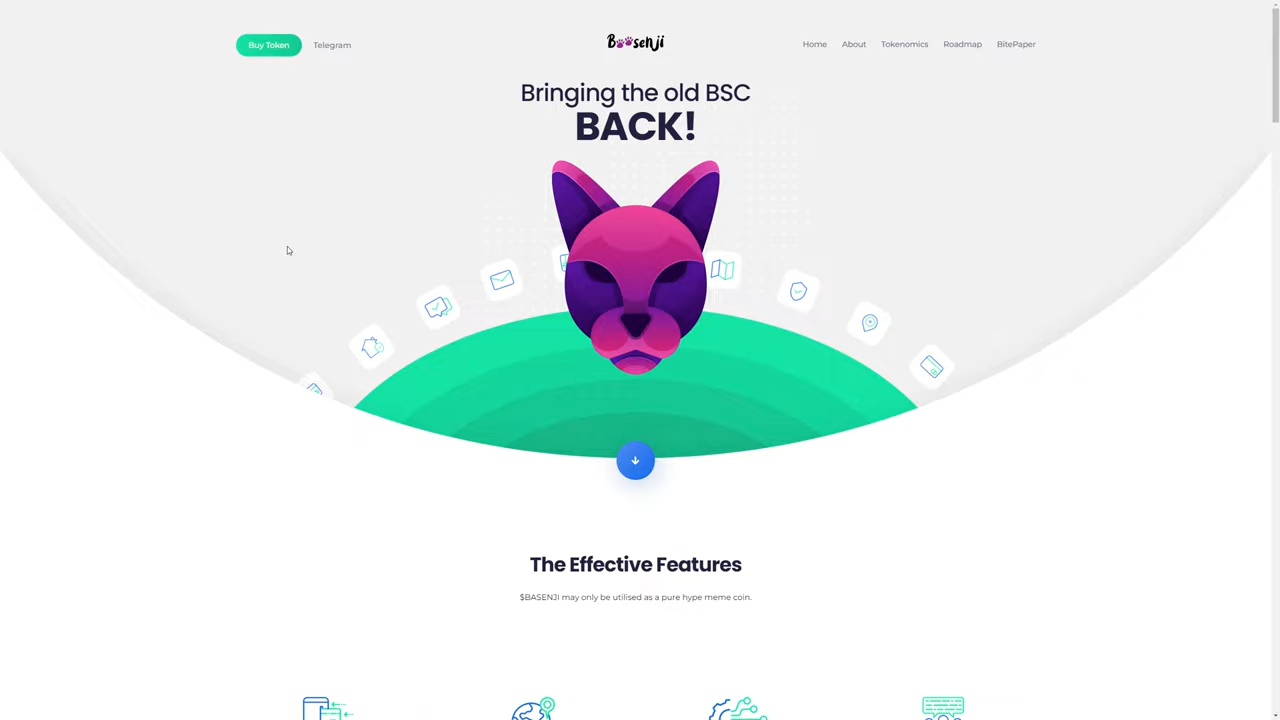 Buy Token
Telegram
Basenji
Home
About
Tokenomics
Roadmap
BitePaper
Bringing the old BSC
BACK!
The Effective Features
$BASENJI may only be utilised as a pure hype meme coin.